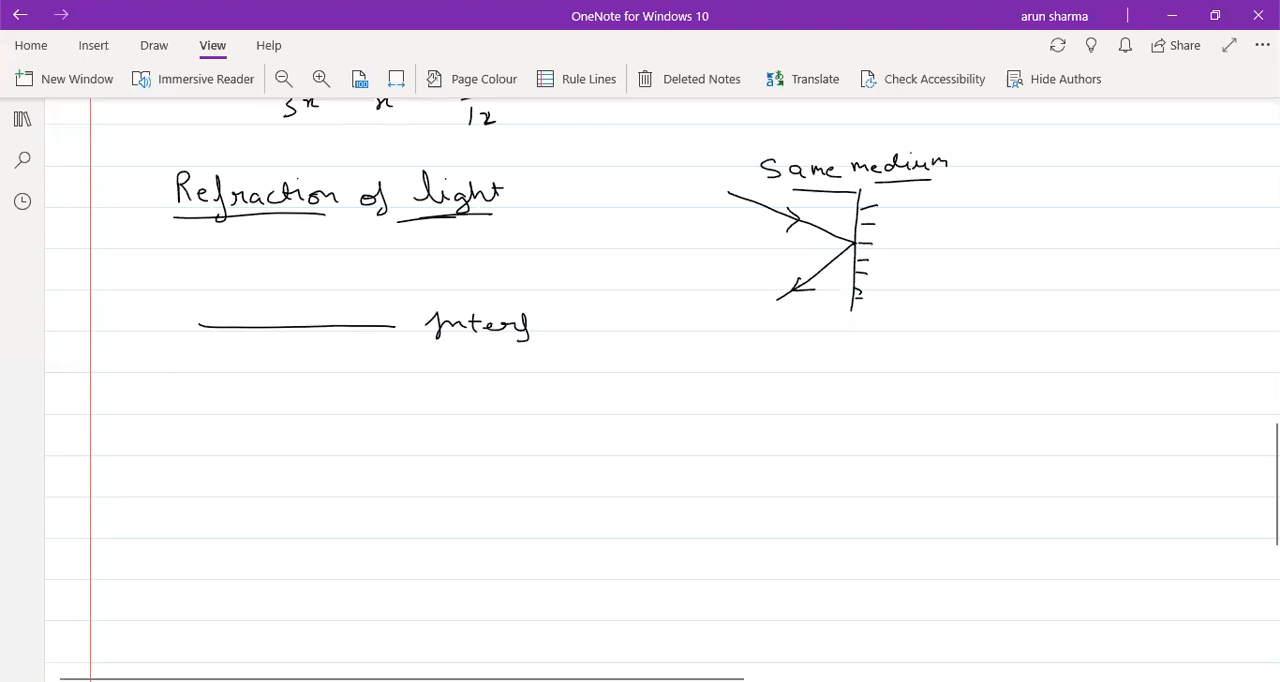 OneNote for Windows 10
arun sharma
Home Insert Draw View Help
Share
New Window Immersive Reader Page Colour Rule Lines Deleted Notes Translate Check Accessibility Hide Authors
Same medium
Refraction of light
Interf